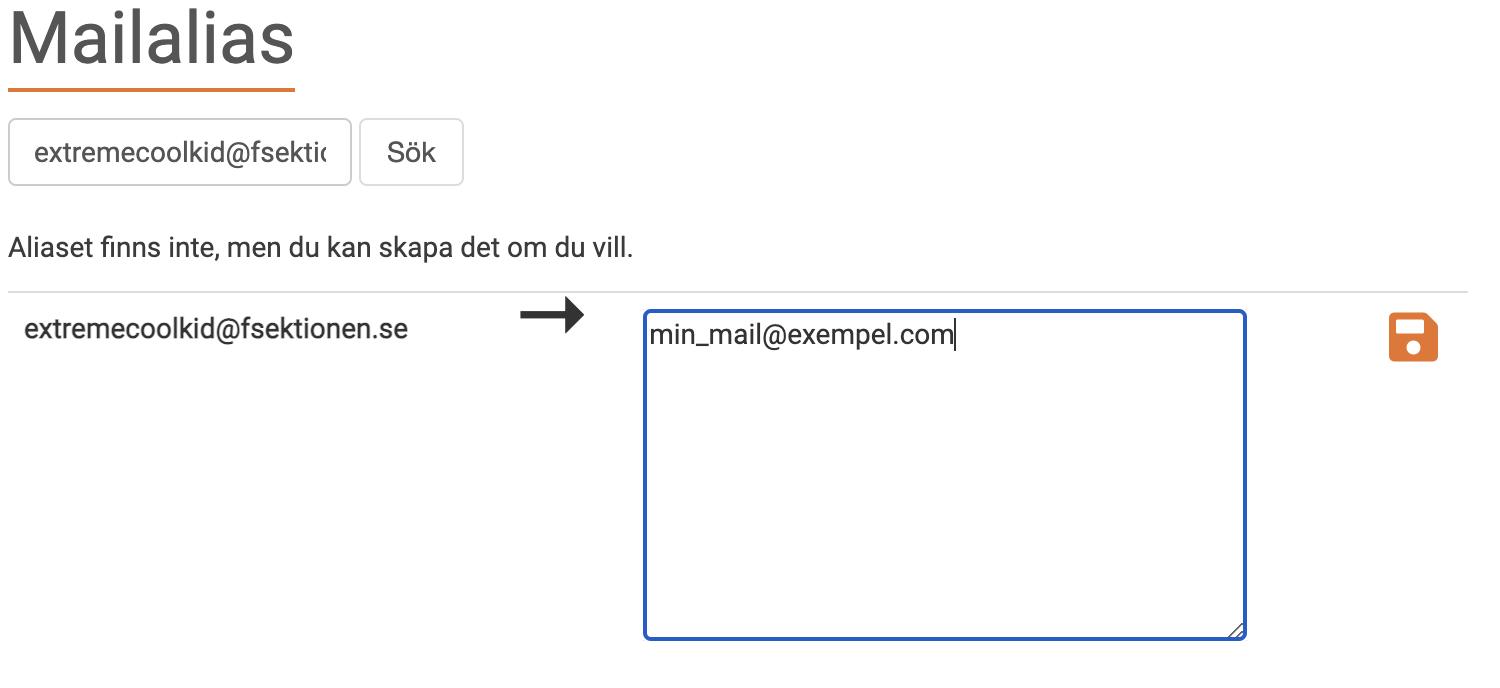 Mailalias
extremecoolkid@fsektic
Sök
Aliaset finns inte, men du kan skapa det om du vill.
extremecoolkid@fsektionen.se
min_mail@exempel.com